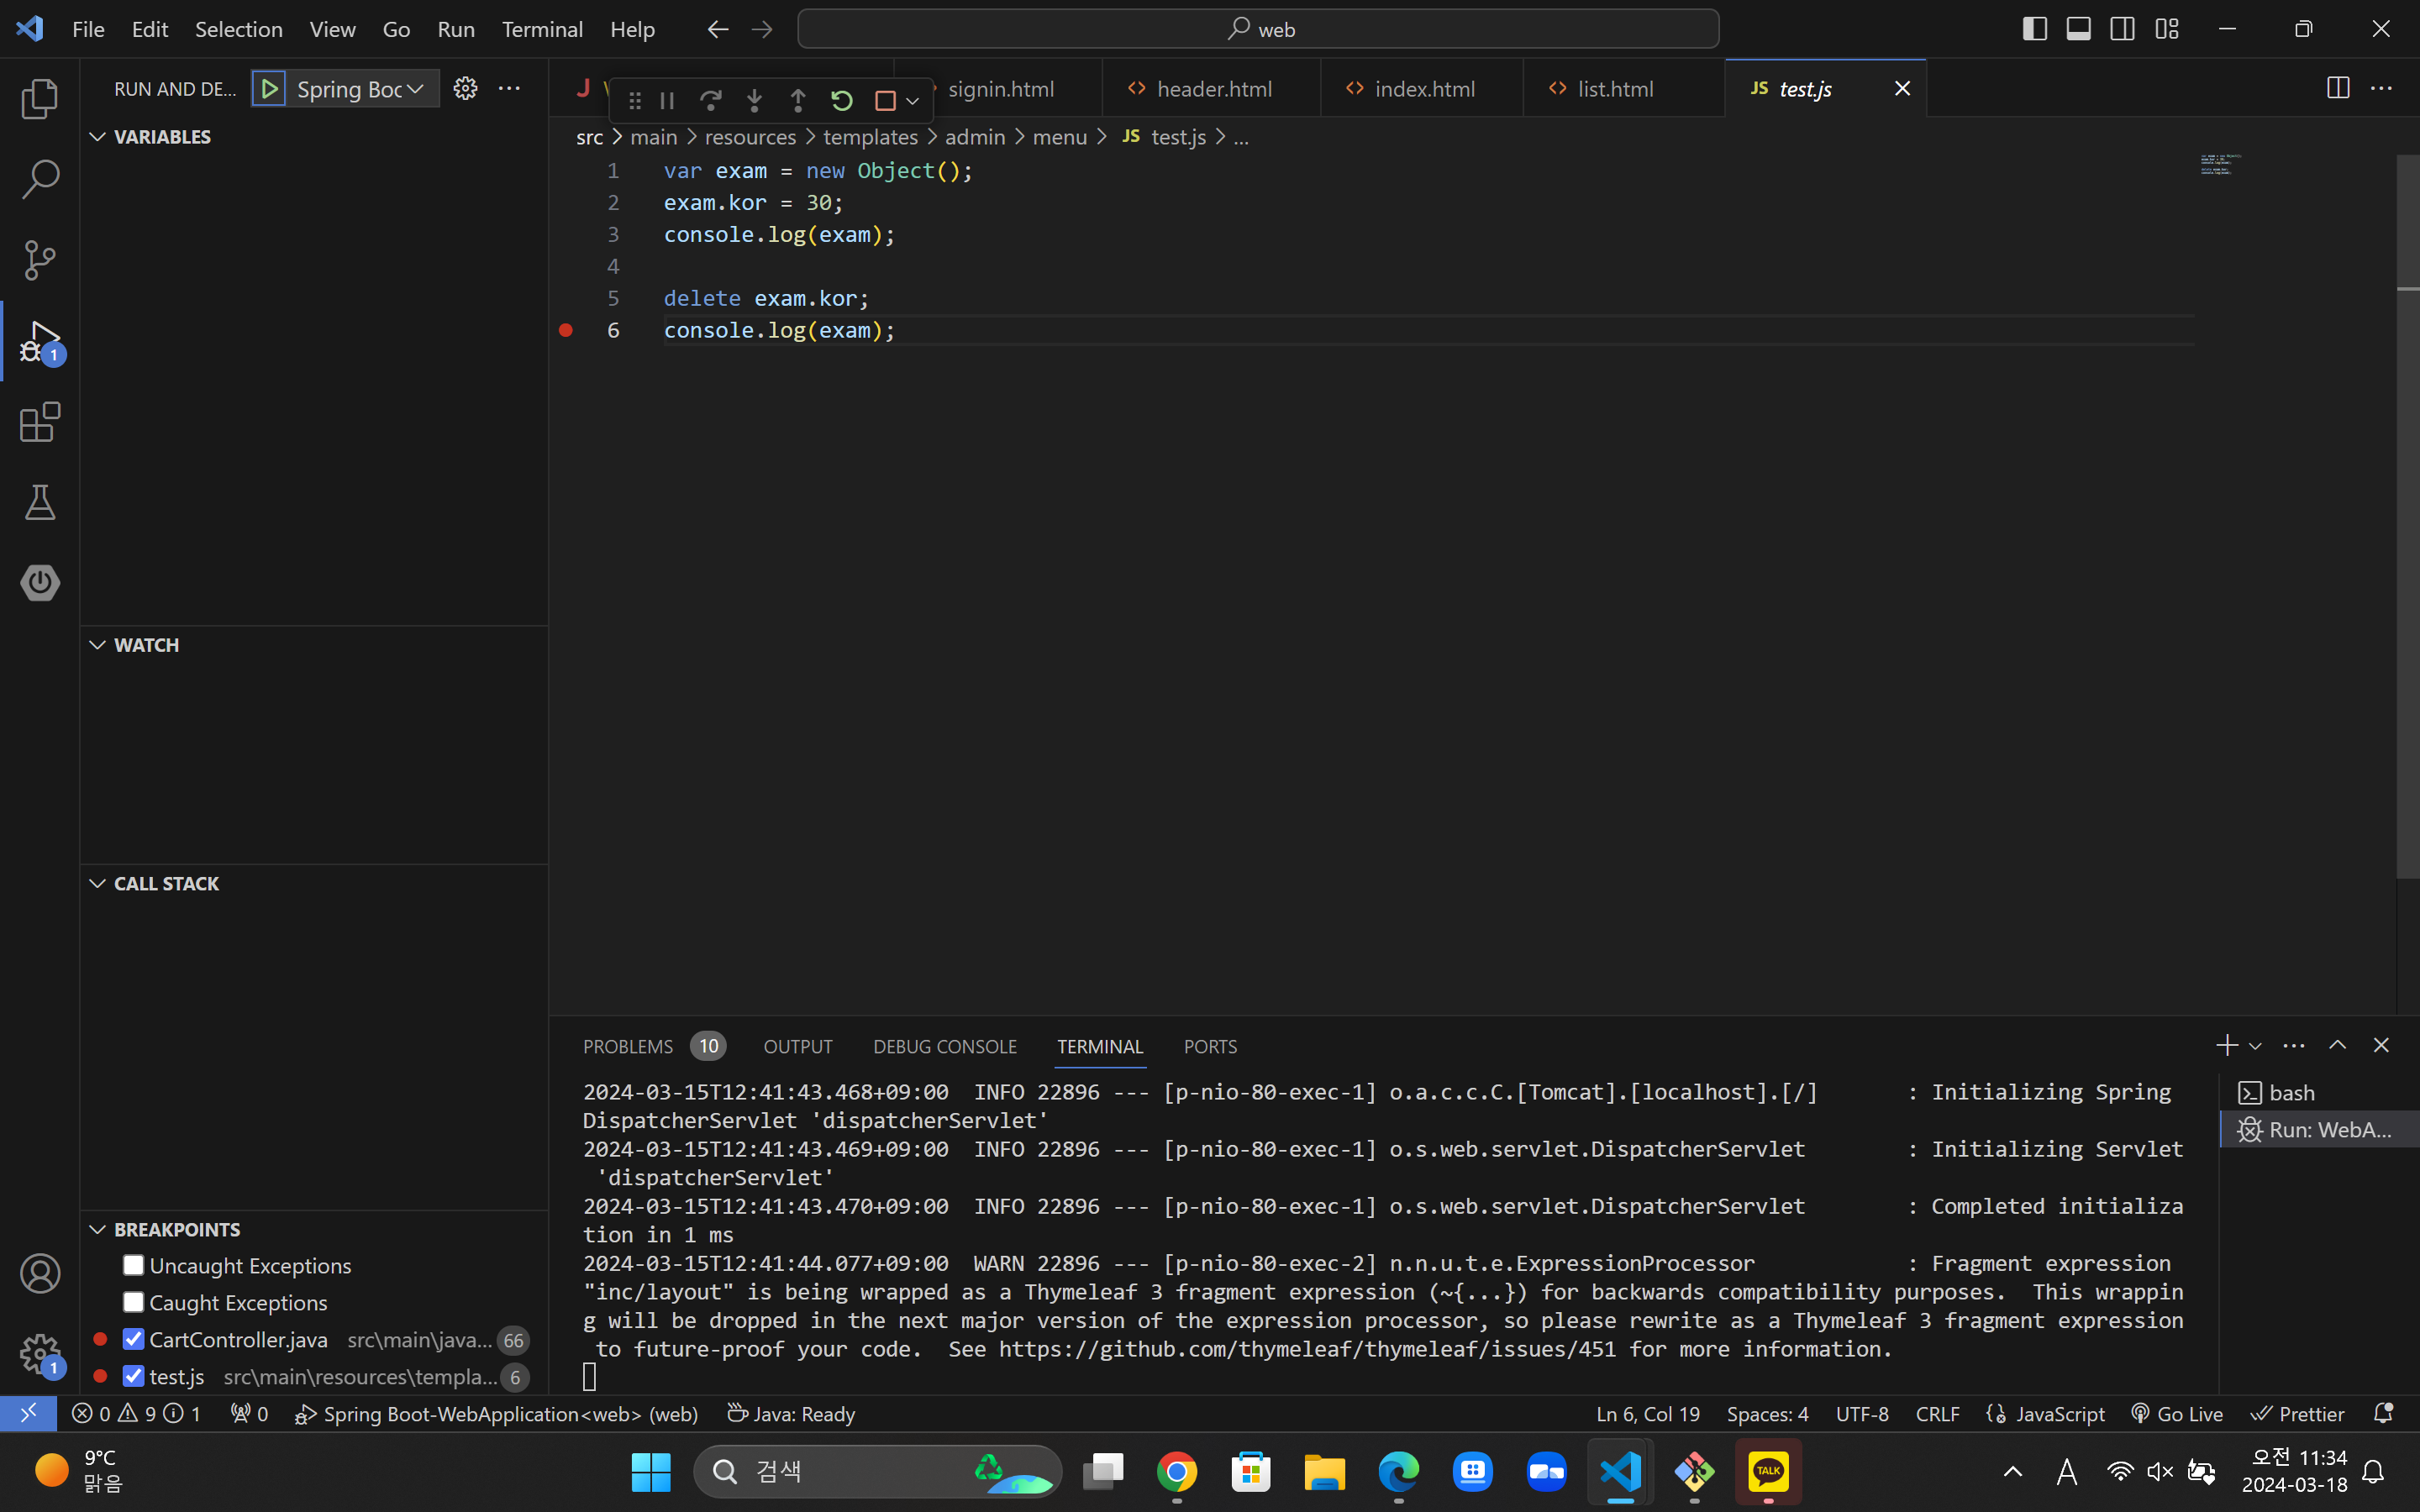 File Edit Selection View Go Run Terminal Help
web
RUN AND DE...
Spring Boc
signin.html
header.html
index.html
list.html
JS test.js
src > main > resources > templates > admin > menu > JS test.js > ...
VARIABLES
1 var exam = new Object();
2 exam.kor = 30;
3 console.log(exam);
4
5 delete exam.kor;
6 console.log(exam);
1
WATCH
CALL STACK
BREAKPOINTS
Uncaught Exceptions
Caught Exceptions
CartController.java src\main\java... 66
test.js src\main\resources\templa... 6
1
PROBLEMS 10 OUTPUT DEBUG CONSOLE TERMINAL PORTS
2024-03-15T12:41:43.468+09:00  INFO 22896 --- [p-nio-80-exec-1] o.a.c.c.C.[Tomcat].[localhost].[/]       : Initializing Spring
DispatcherServlet 'dispatcherServlet'
2024-03-15T12:41:43.469+09:00  INFO 22896 --- [p-nio-80-exec-1] o.s.web.servlet.DispatcherServlet        : Initializing Servlet
'dispatcherServlet'
2024-03-15T12:41:43.470+09:00  INFO 22896 --- [p-nio-80-exec-1] o.s.web.servlet.DispatcherServlet        : Completed initializa
tion in 1 ms
2024-03-15T12:41:44.077+09:00  WARN 22896 --- [p-nio-80-exec-2] n.n.u.t.e.ExpressionProcessor            : Fragment expression
"inc/layout" is being wrapped as a Thymeleaf 3 fragment expression (~{...}) for backwards compatibility purposes.  This wrappin
g will be dropped in the next major version of the expression processor, so please rewrite as a Thymeleaf 3 fragment expression
to future-proof your code.  See https://github.com/thymeleaf/thymeleaf/issues/451 for more information.
bash
Run: WebA...
0 9 1 0 Spring Boot-WebApplication<web> (web) Java: Ready
Ln 6, Col 19 Spaces: 4 UTF-8 CRLF JavaScript Go Live Prettier
9°C
맑음
검색
TALK
A
오전 11:34
2024-03-18